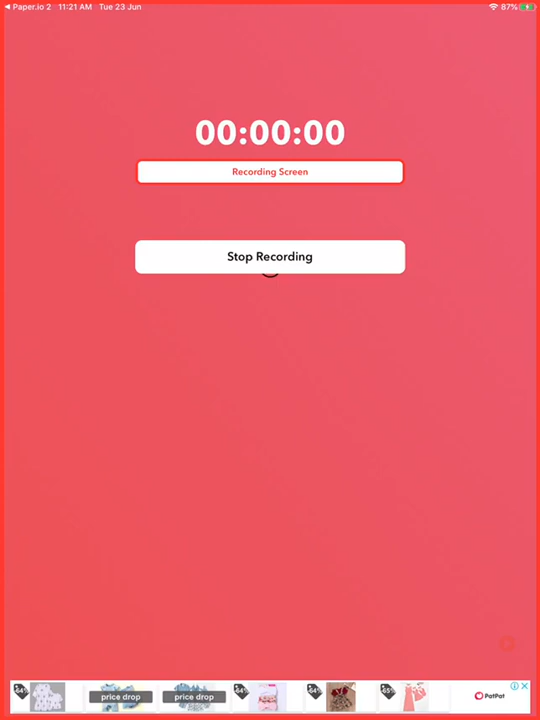 Paper.io 2 11:21 AM Tue 23 Jun 87%
00:00:00
Recording Screen
Stop Recording
64% price drop price drop 64% 64% 65% PatPat